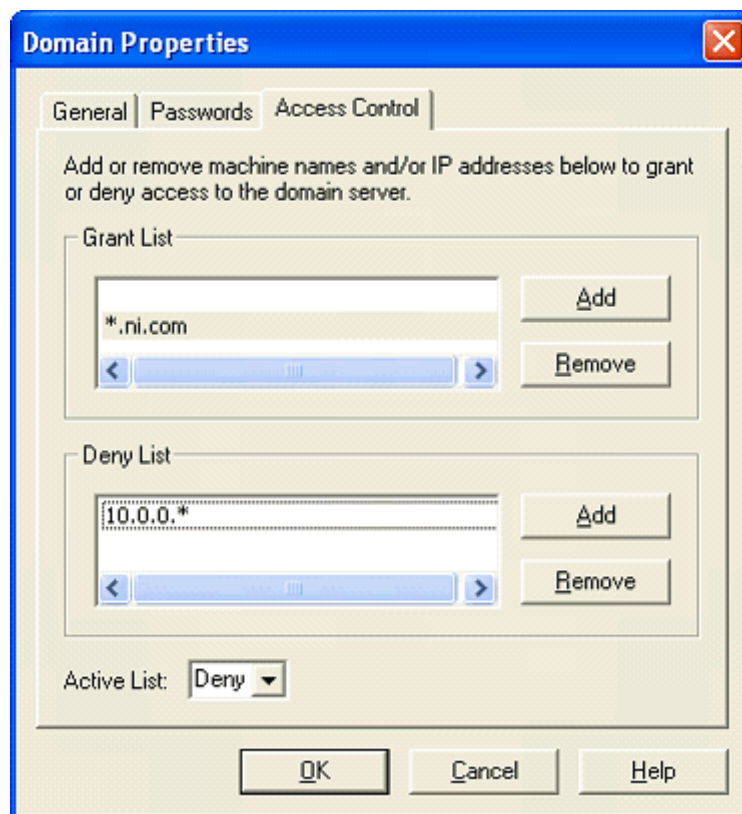 Domain Properties
General Passwords Access Control
Add or remove machine names and/or IP addresses below to grant
or deny access to the domain server.
Grant List
*.ni.com
Add
Remove
Deny List
10.0.0.*
Add
Remove
Active List: Deny
OK Cancel Help